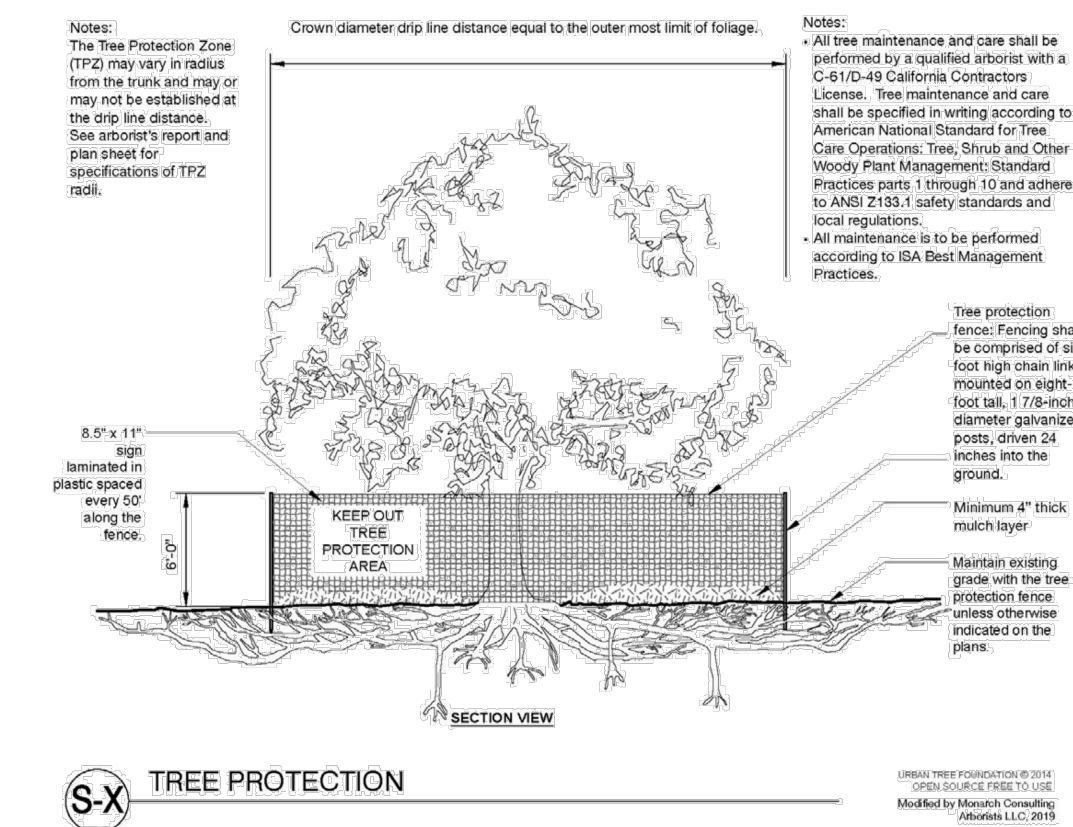 Notes:
The Tree Protection Zone
(TPZ) may vary in radius
from the trunk and may or
may not be established at
the drip line distance.
See arborist's report and
plan sheet for
specifications of TPZ
radii.
Crown diameter drip line distance equal to the outer most limit of foliage.
Notes:
• All tree maintenance and care shall be
performed by a qualified arborist with a
C-61/D-49 California Contractors
License. Tree maintenance and care
shall be specified in writing according to
American National Standard for Tree
Care Operations: Tree, Shrub and Other
Woody Plant Management: Standard
Practices parts 1 through 10 and adhere
to ANSI Z133.1 safety standards and
local regulations.
• All maintenance is to be performed
according to ISA Best Management
Practices.
Tree protection
fence: Fencing sha
be comprised of si
foot high chain link
mounted on eight-
foot tall, 1 7/8-inch
diameter galvanize
posts, driven 24
inches into the
ground.
8.5" x 11"
sign
laminated in
plastic spaced
every 50'
along the
fence.
6'-0"
KEEP OUT
TREE
PROTECTION
AREA
Minimum 4" thick
mulch layer
Maintain existing
grade with the tree
protection fence
unless otherwise
indicated on the
plans.
SECTION VIEW
S-X
TREE PROTECTION
URBAN TREE FOUNDATION © 2014
OPEN SOURCE FREE TO USE
Modified by Monarch Consulting
Arborists LLC, 2019